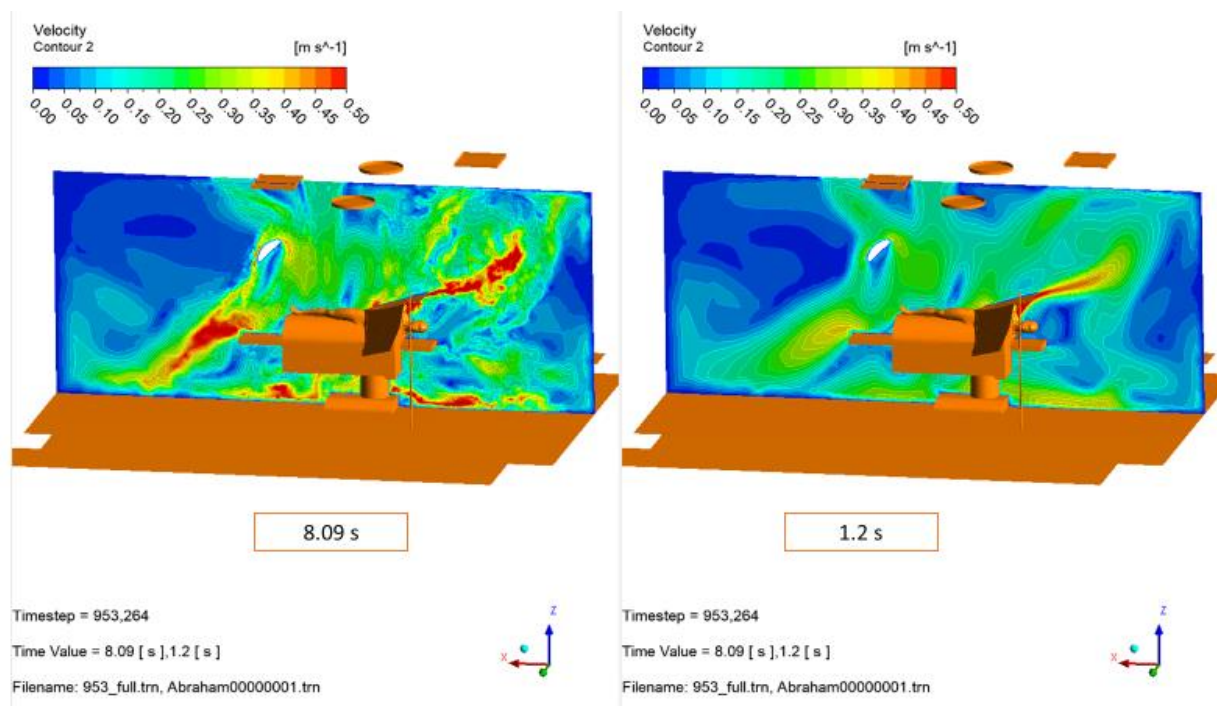 Velocity
Contour 2
[m s^-1]
0.00 0.05 0.10 0.15 0.20 0.25 0.30 0.35 0.40 0.45 0.50
8.09 s
Timestep = 953,264
Time Value = 8.09 [ s ],1.2 [ s ]
Filename: 953_full.trn, Abraham00000001.trn
Z
X
Velocity
Contour 2
[m s^-1]
0.00 0.05 0.10 0.15 0.20 0.25 0.30 0.35 0.40 0.45 0.50
1.2 s
Timestep = 953,264
Time Value = 8.09 [ s ],1.2 [ s ]
Filename: 953_full.trn, Abraham00000001.trn
Z
X